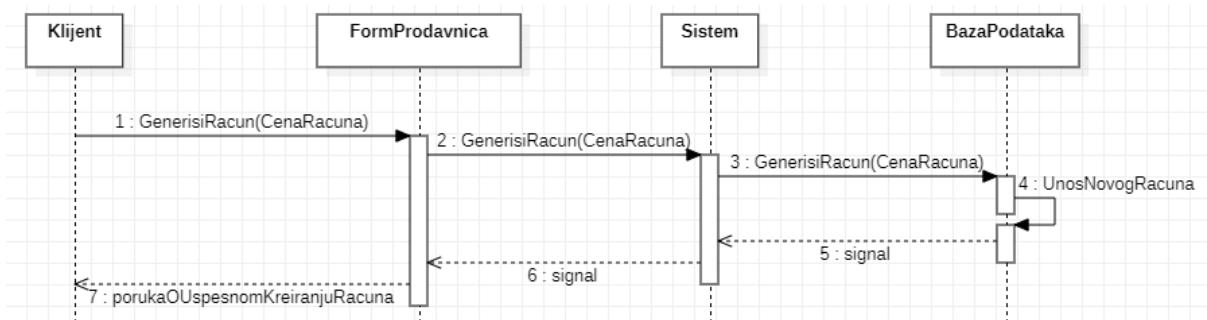 Klijent
FormProdavnica
Sistem
BazaPodataka
1 : GenerisiRacun(CenaRacuna)
2 : GenerisiRacun(CenaRacuna)
3 : GenerisiRacun(CenaRacuna)
4 : UnosNovogRacuna
5 : signal
6 : signal
7 : porukaOUspesnomKreiranjuRacuna